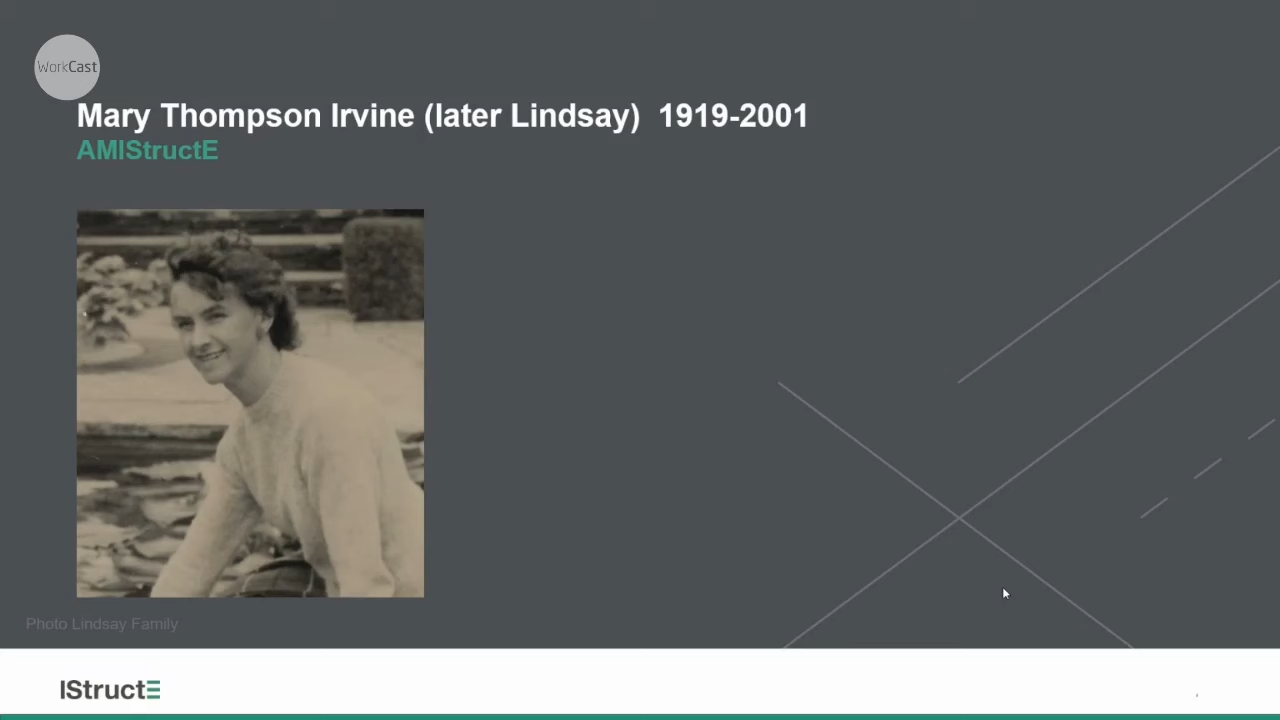 WorkCast
Mary Thompson Irvine (later Lindsay) 1919-2001
AMIStructE
Photo Lindsay Family
IStructE